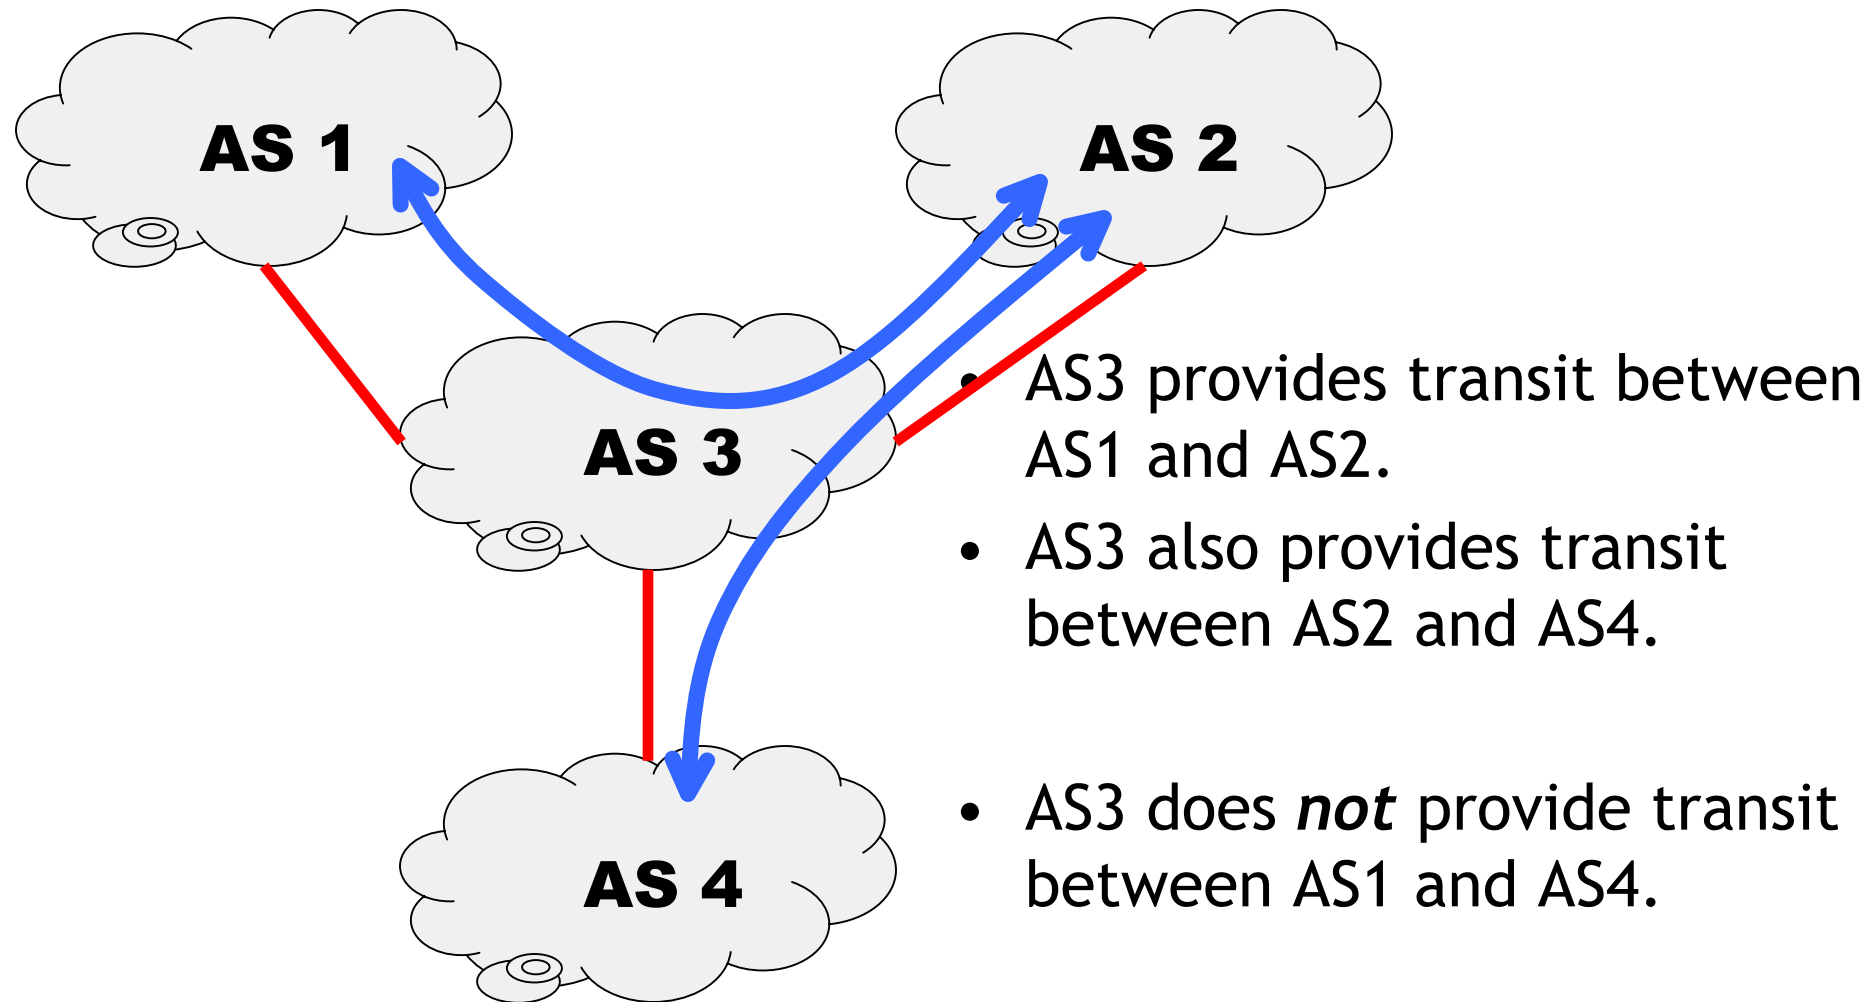 AS 1
AS 2
AS 3
AS 4
• AS3 provides transit between
AS1 and AS2.
• AS3 also provides transit
between AS2 and AS4.
• AS3 does not provide transit
between AS1 and AS4.